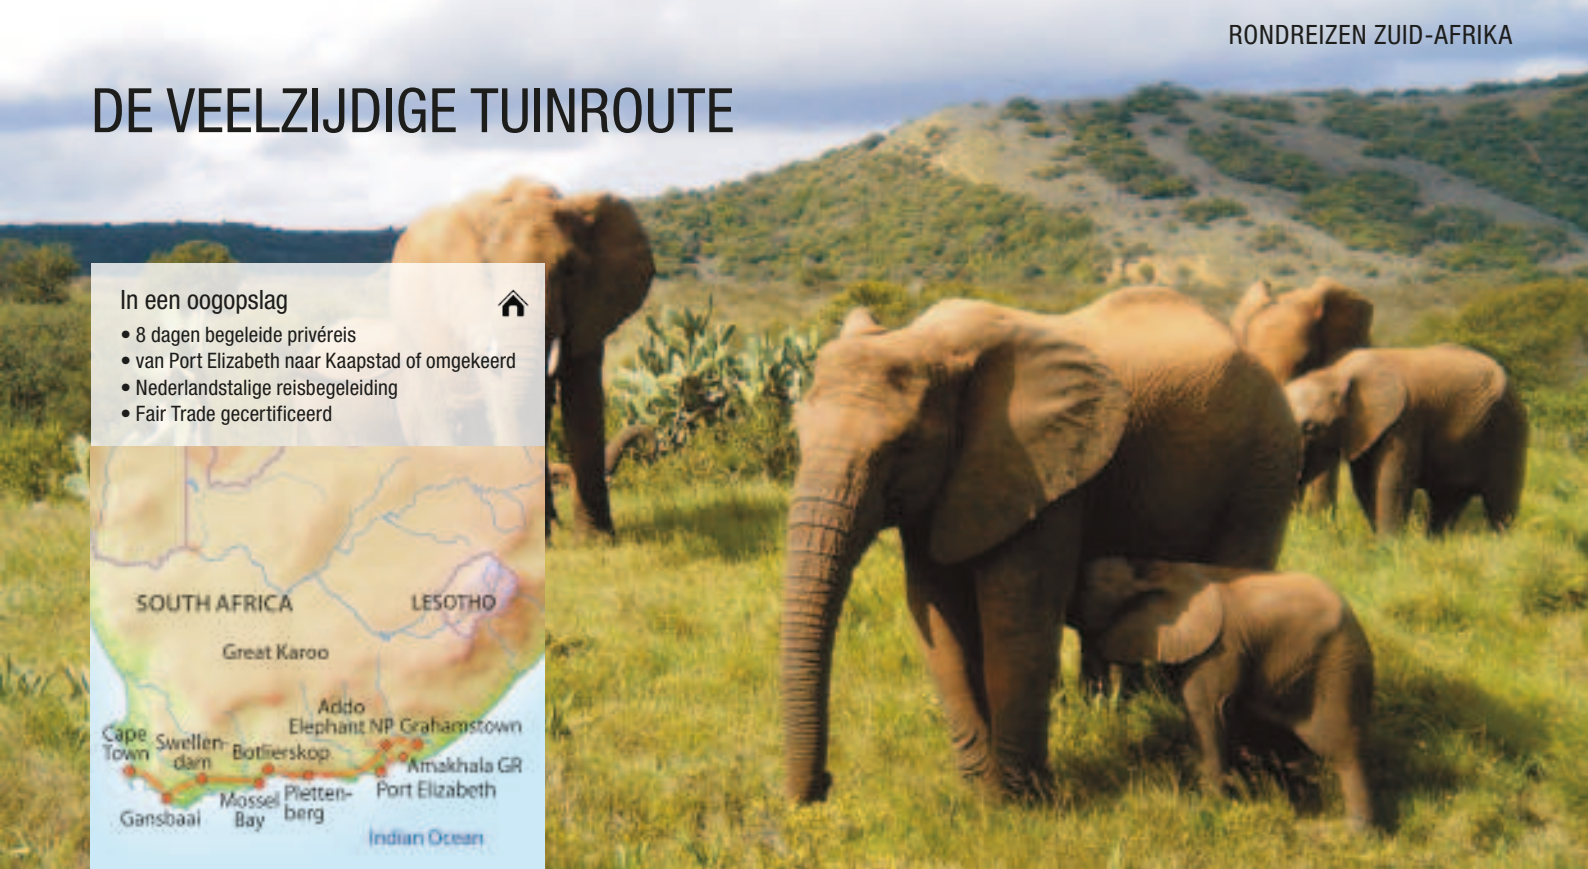 RONDREIZEN ZUID-AFRIKA
DE VEELZIJDIGE TUINROUTE
In een oogopslag
• 8 dagen begeleide privéreis
• van Port Elizabeth naar Kaapstad of omgekeerd
• Nederlandstalige reisbegeleiding
• Fair Trade gecertificeerd
SOUTH AFRICA
LESOTHO
Great Karoo
Addo
Elephant NP
Grahamstown
Cape
Town
Swellen-
dam
Botlierskop
Amakhala GR
Mossel
Bay
Pletten-
berg
Port Elizabeth
Gansbaai
Indian Ocean